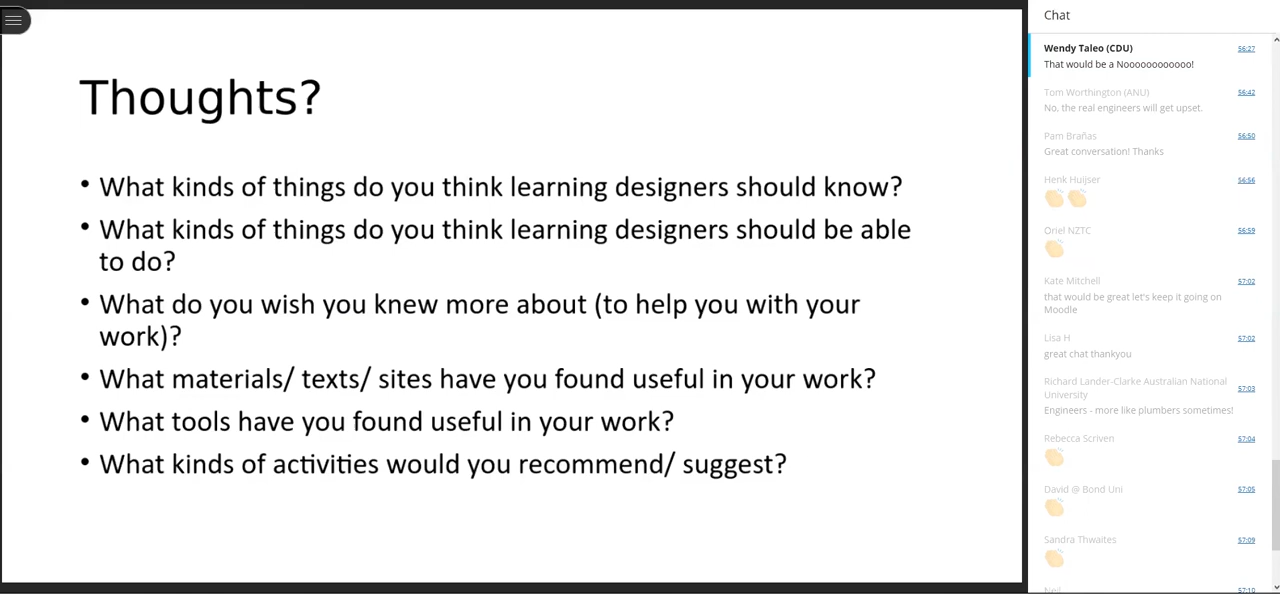 Thoughts?
• What kinds of things do you think learning designers should know?
• What kinds of things do you think learning designers should be able
to do?
• What do you wish you knew more about (to help you with your
work)?
• What materials/ texts/ sites have you found useful in your work?
• What tools have you found useful in your work?
• What kinds of activities would you recommend/ suggest?
Chat
Wendy Taleo (CDU) 56:27
That would be a Nooooooooooo!
Tom Worthington (ANU) 56:42
No, the real engineers will get upset.
Pam Brañas 56:50
Great conversation! Thanks
Henk Huijser 56:56
Oriel NZTC 56:59
Kate Mitchell 57:02
that would be great let's keep it going on
Moodle
Lisa H 57:02
great chat thankyou
Richard Lander-Clarke Australian National 57:03
University
Engineers - more like plumbers sometimes!
Rebecca Scriven 57:04
David @ Bond Uni 57:05
Sandra Thwaites 57:09
Neil 57:10